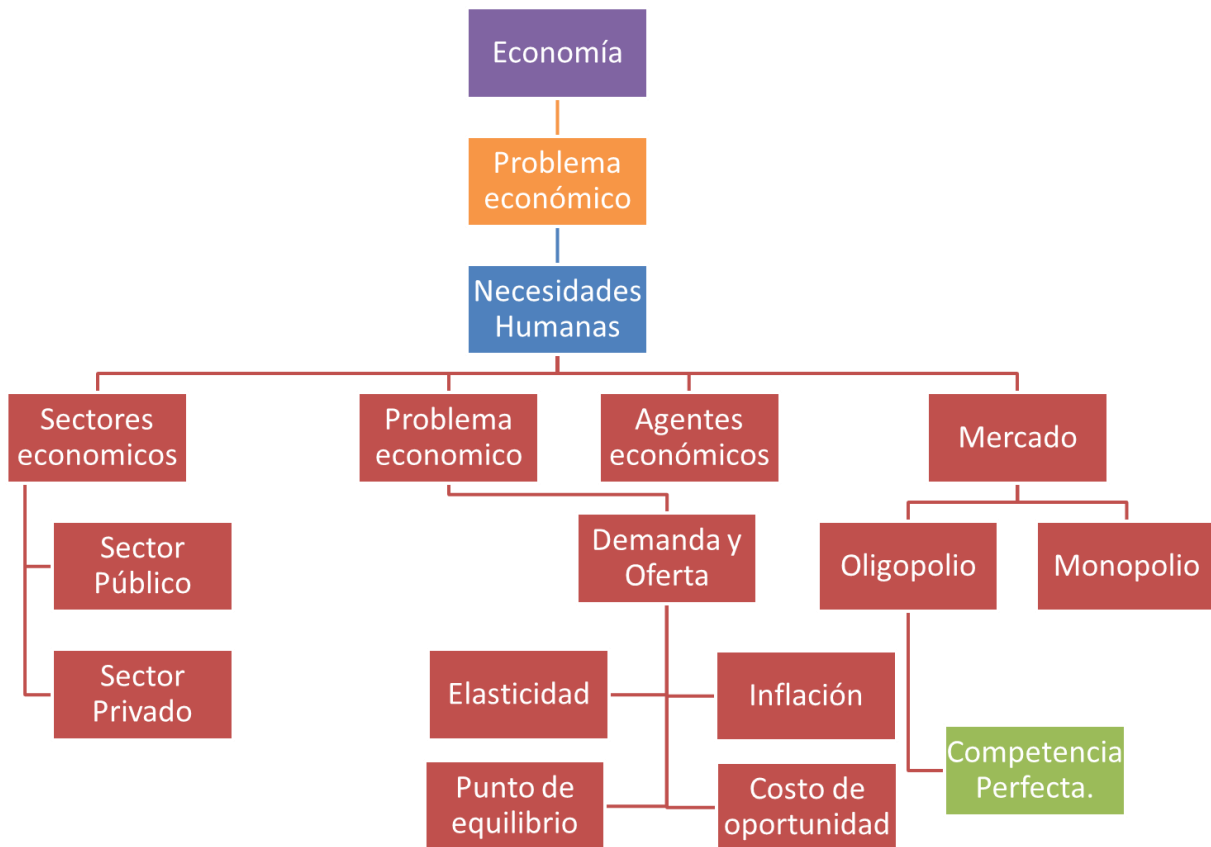 Economía
Problema
económico
Necesidades
Humanas
Sectores
economicos
Problema
economico
Agentes
económicos
Mercado
Sector
Público
Demanda y
Oferta
Oligopolio
Monopolio
Sector
Privado
Elasticidad
Inflación
Competencia
Perfecta.
Punto de
equilibrio
Costo de
oportunidad